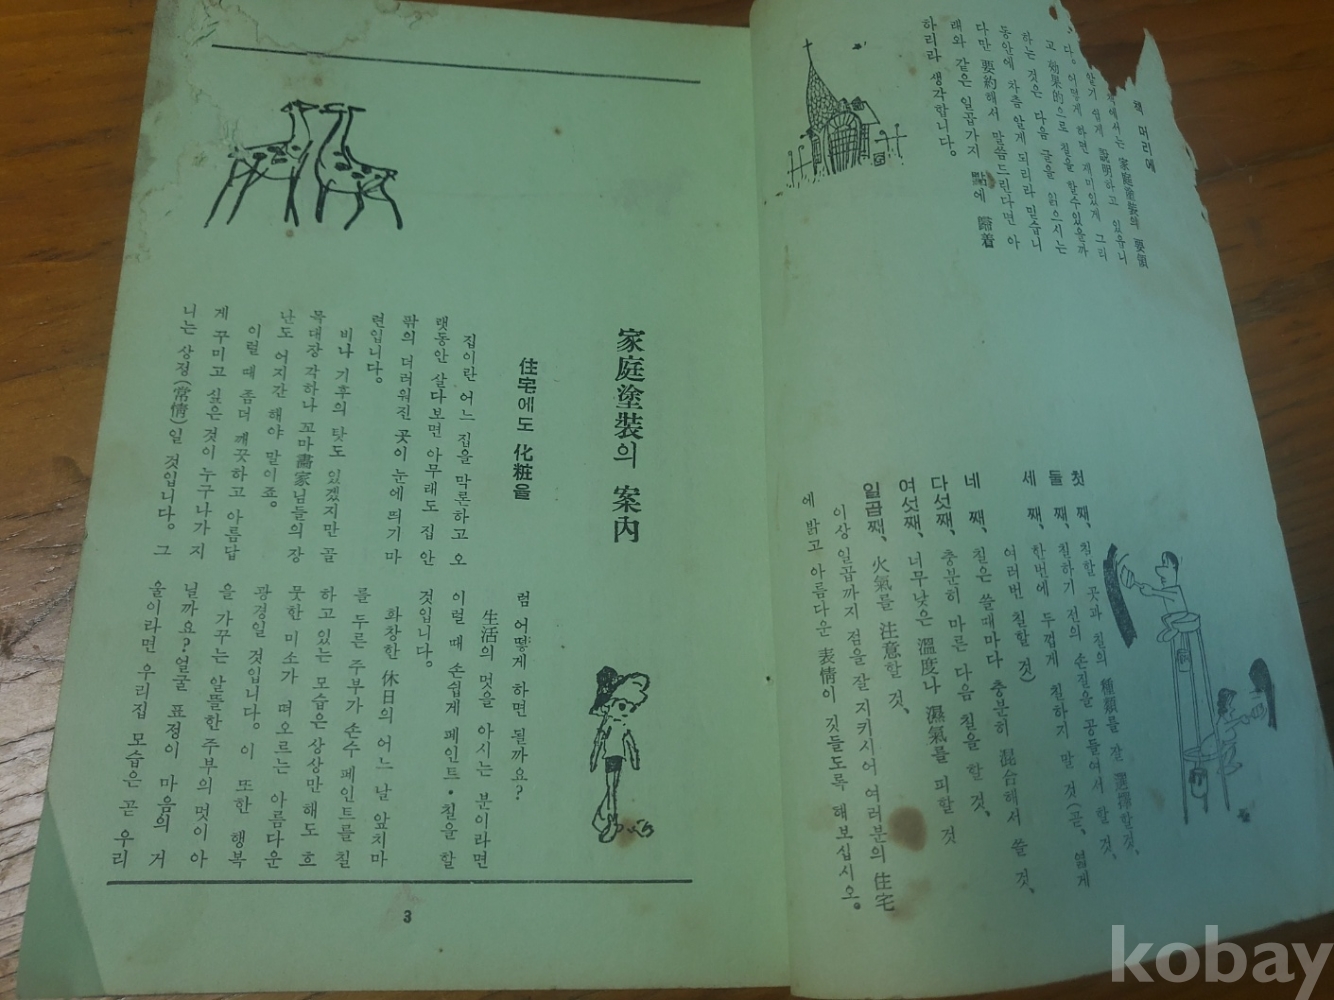 책 머리에
책에서는 家庭塗裝의 要領
알기 쉽게 說明하고 있읍니
다. 어떻게 하면 재미있게 그리
고 効果的으로 칠을 할수있을까
하는 것은 다음 글을 읽으시는
동안에 차츰 알게 되리라 믿습니
다만 要約해서 말씀드린다면 아
래와 같은 일곱가지 點에 歸着
하리라 생각합니다.
첫 째, 칠할 곳과 칠의 種類를 잘 選擇할것,
둘 째, 칠하기 전의 손질을 공들여서 할 것,
세 째, 한번에 두껍게 칠하기 말 것(곧, 엷게
여러번 칠할 것)
네 째, 칠은 쓸때마다 충분히 混合해서 쓸 것,
다섯째, 충분히 마른 다음 칠을 할 것,
여섯째, 너무낮은 溫度나 濕氣를 피할 것
일곱째, 火氣를 注意할 것,
이상 일곱까지 점을 잘 지키시어 여러분의 住宅
에 밝고 아름다운 表情이 깃들도록 해보십시오.
家庭塗裝의 案內
住宅에도 化粧을
집이란 어느 집을 막론하고 오
랫동안 살다보면 아무래도 집 안
팎의 더러워진 곳이 눈에 띄기 마
련입니다.
비나 기후의 탓도 있겠지만 골
목대장 각하나 꼬마畵家님들의 장
난도 어지간 해야 말이죠.
이럴 때 좀더 깨끗하고 아름답
게 꾸미고 싶은것이 누구나가 지
니는 상정(常情)일 것입니다. 그
럼 어떻게 하면 될까요?
生活의 멋을 아시는 분이라면
이럴 때 손쉽게 페인트·칠을 할
것입니다.
화창한 休日의 어느 날 앞치마
를 두른 주부가 손수 페인트를 칠
하고 있는 모습은 상상만 해도 흐
뭇한 미소가 떠오르는 아름다운
광경일 것입니다. 이 또한 행복
을 가꾸는 알뜰한주부의 멋이 아
닐까요? 얼굴 표정이 마음의 거
울이라면 우리집 모습은 곧 우리
3
kobay